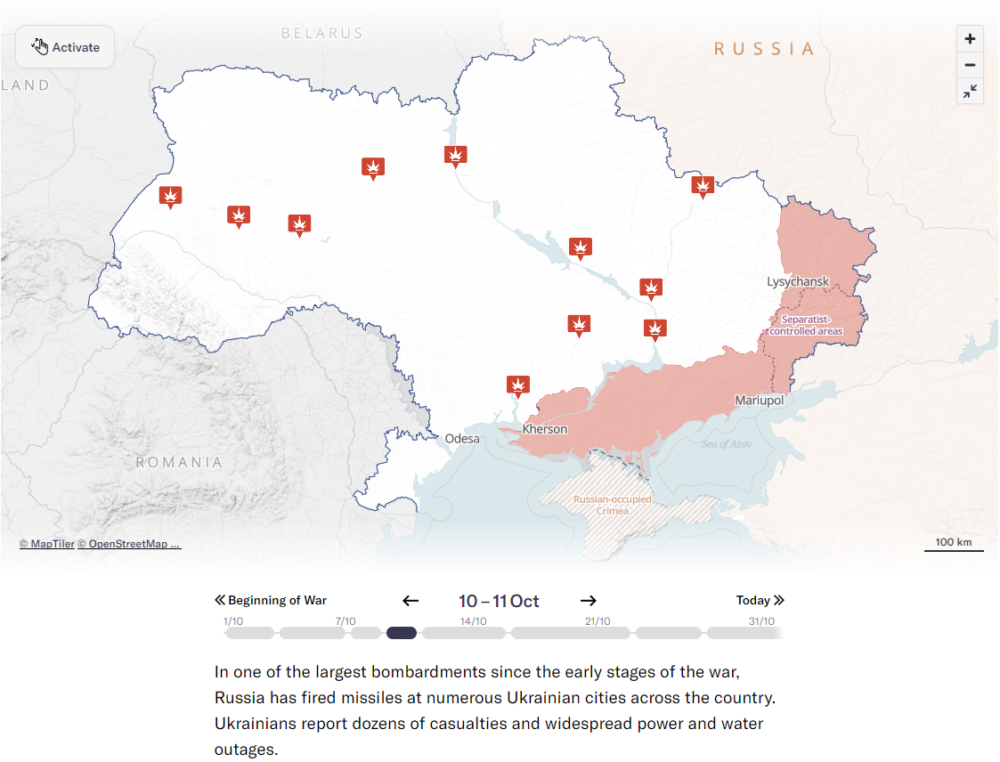 BELARUS
RUSSIA
Activate
LAND
Lysychansk
Separatist-
controlled areas
Mariupol
Kherson
Odesa
Sea of Azov
ROMANIA
Russian-occupied
Crimea
© MapTiler © OpenStreetMap ...
100 km
Beginning of War
10 – 11 Oct
Today
1/10 7/10 14/10 21/10 31/10
In one of the largest bombardments since the early stages of the war,
Russia has fired missiles at numerous Ukrainian cities across the country.
Ukrainians report dozens of casualties and widespread power and water
outages.